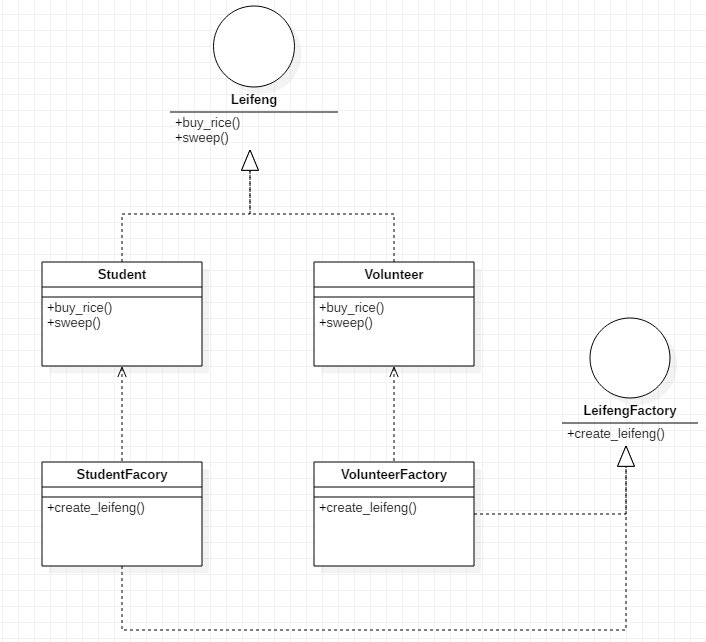 Leifeng
+buy_rice()
+sweep()
Student
+buy_rice()
+sweep()
Volunteer
+buy_rice()
+sweep()
LeifengFactory
+create_leifeng()
StudentFacory
+create_leifeng()
VolunteerFactory
+create_leifeng()